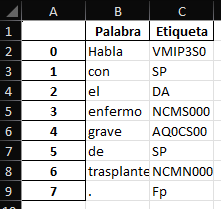 A B C
1 Palabra Etiqueta
2 0 Habla VMIP3S0
3 1 con SP
4 2 el DA
5 3 enfermo NCMS000
6 4 grave AQ0CS00
7 5 de SP
8 6 trasplante NCMN000
9 7 . Fp